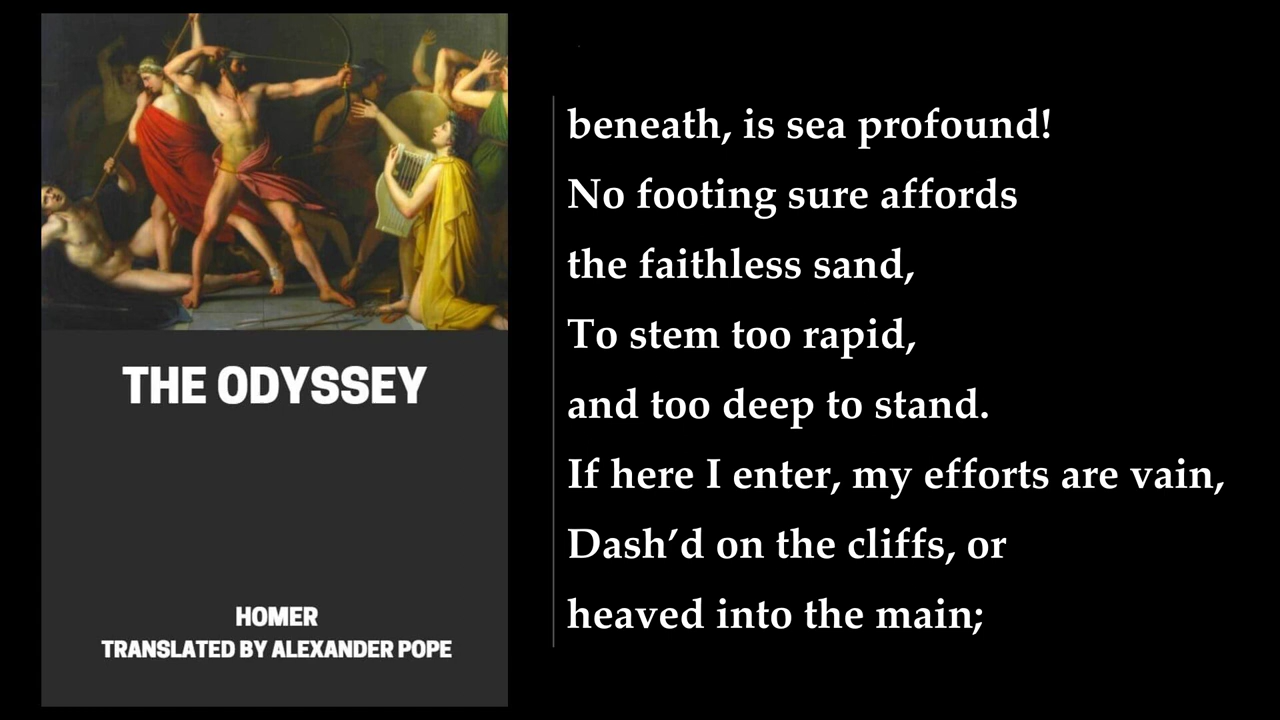 THE ODYSSEY
HOMER
TRANSLATED BY ALEXANDER POPE
beneath, is sea profound!
No footing sure affords
the faithless sand,
To stem too rapid,
and too deep to stand.
If here I enter, my efforts are vain,
Dash’d on the cliffs, or
heaved into the main;